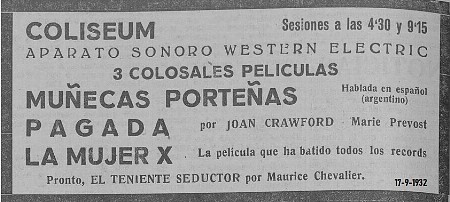 COLISEUM Sesiones a las 4'30 y 9'15
APARATO SONORO WESTERN ELECTRIC
3 COLOSALES PELICULAS
MUÑECAS PORTEÑAS Hablada en español
(argentino)
PAGADA por JOAN CRAWFORD Marie Prevost
LA MUJER X La película que ha batido todos los records
Pronto, EL TENIENTE SEDUCTOR por Maurice Chevalier.
17-9-1932